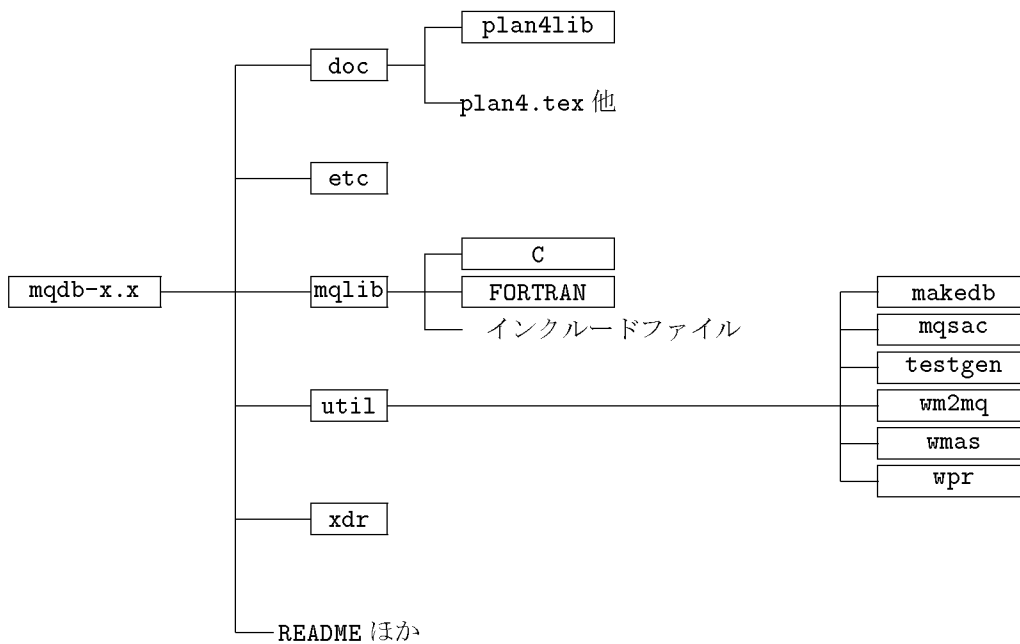 mqdb-x.x
doc
plan4lib
plan4.tex 他
etc
mqlib
C
FORTRAN
インクルードファイル
util
makedb
mqsac
testgen
wm2mq
wmas
wpr
xdr
README ほか